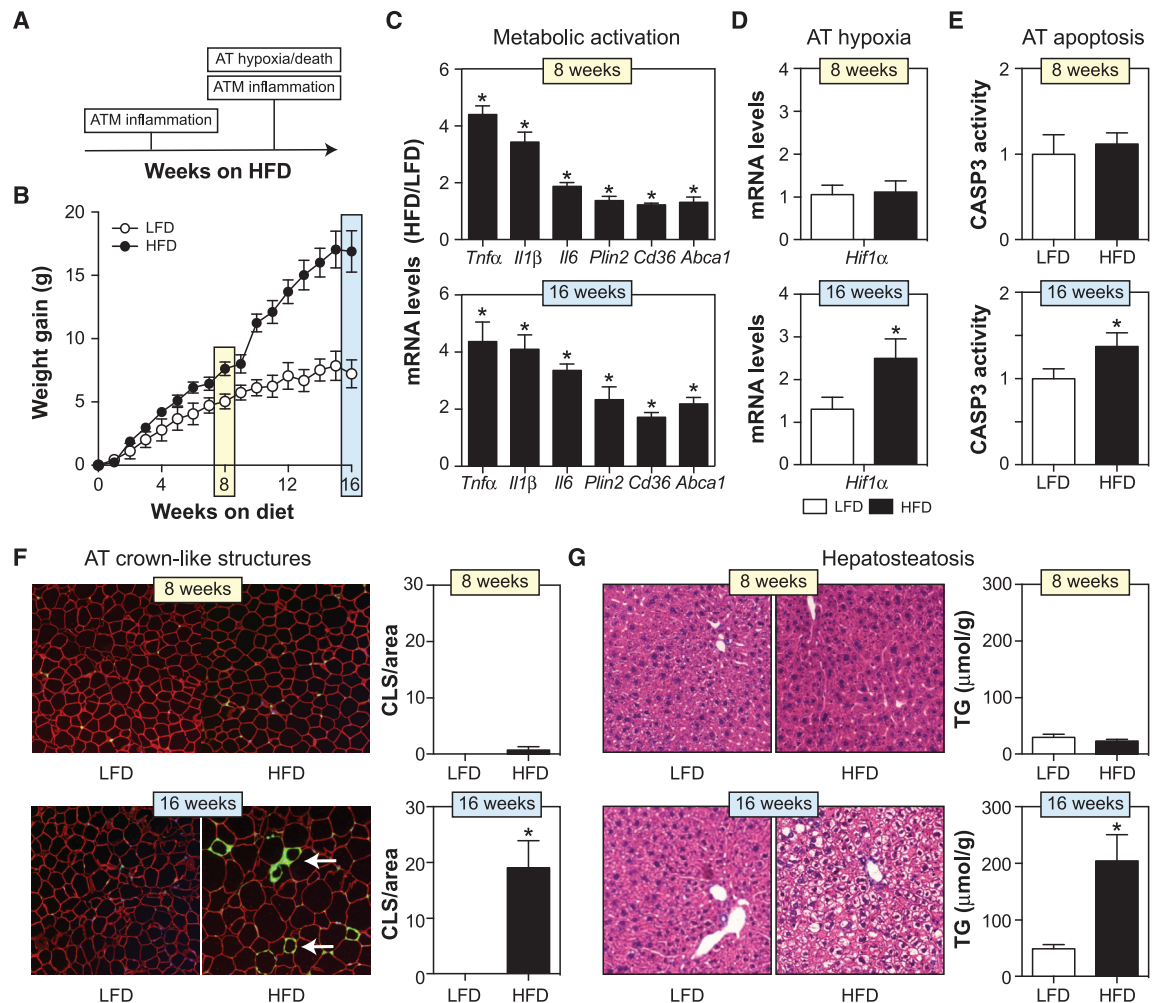 A
AT hypoxia/death
ATM inflammation
ATM inflammation
Weeks on HFD
B
Weight gain (g)
20
15
10
5
0
LFD
HFD
0 4 8 12 16
Weeks on diet
C
Metabolic activation
mRNA levels (HFD/LFD)
8 weeks
6
4
2
0
* * * * * *
Tnfα Il1β Il6 Plin2 Cd36 Abca1
16 weeks
6
4
2
0
* * * * * *
Tnfα Il1β Il6 Plin2 Cd36 Abca1
D
AT hypoxia
8 weeks
mRNA levels
4
3
2
1
0
Hif1α
16 weeks
mRNA levels
4
3
2
1
0
*
Hif1α
LFD HFD
E
AT apoptosis
8 weeks
CASP3 activity
2
1
0
LFD HFD
16 weeks
CASP3 activity
2
1
0
*
LFD HFD
F
AT crown-like structures
8 weeks
LFD HFD
8 weeks
CLS/area
30
20
10
0
LFD HFD
16 weeks
LFD HFD
16 weeks
CLS/area
30
20
10
0
*
LFD HFD
G
Hepatosteatosis
8 weeks
LFD HFD
8 weeks
TG (μmol/g)
300
200
100
0
LFD HFD
16 weeks
LFD HFD
16 weeks
TG (μmol/g)
300
200
100
0
*
LFD HFD